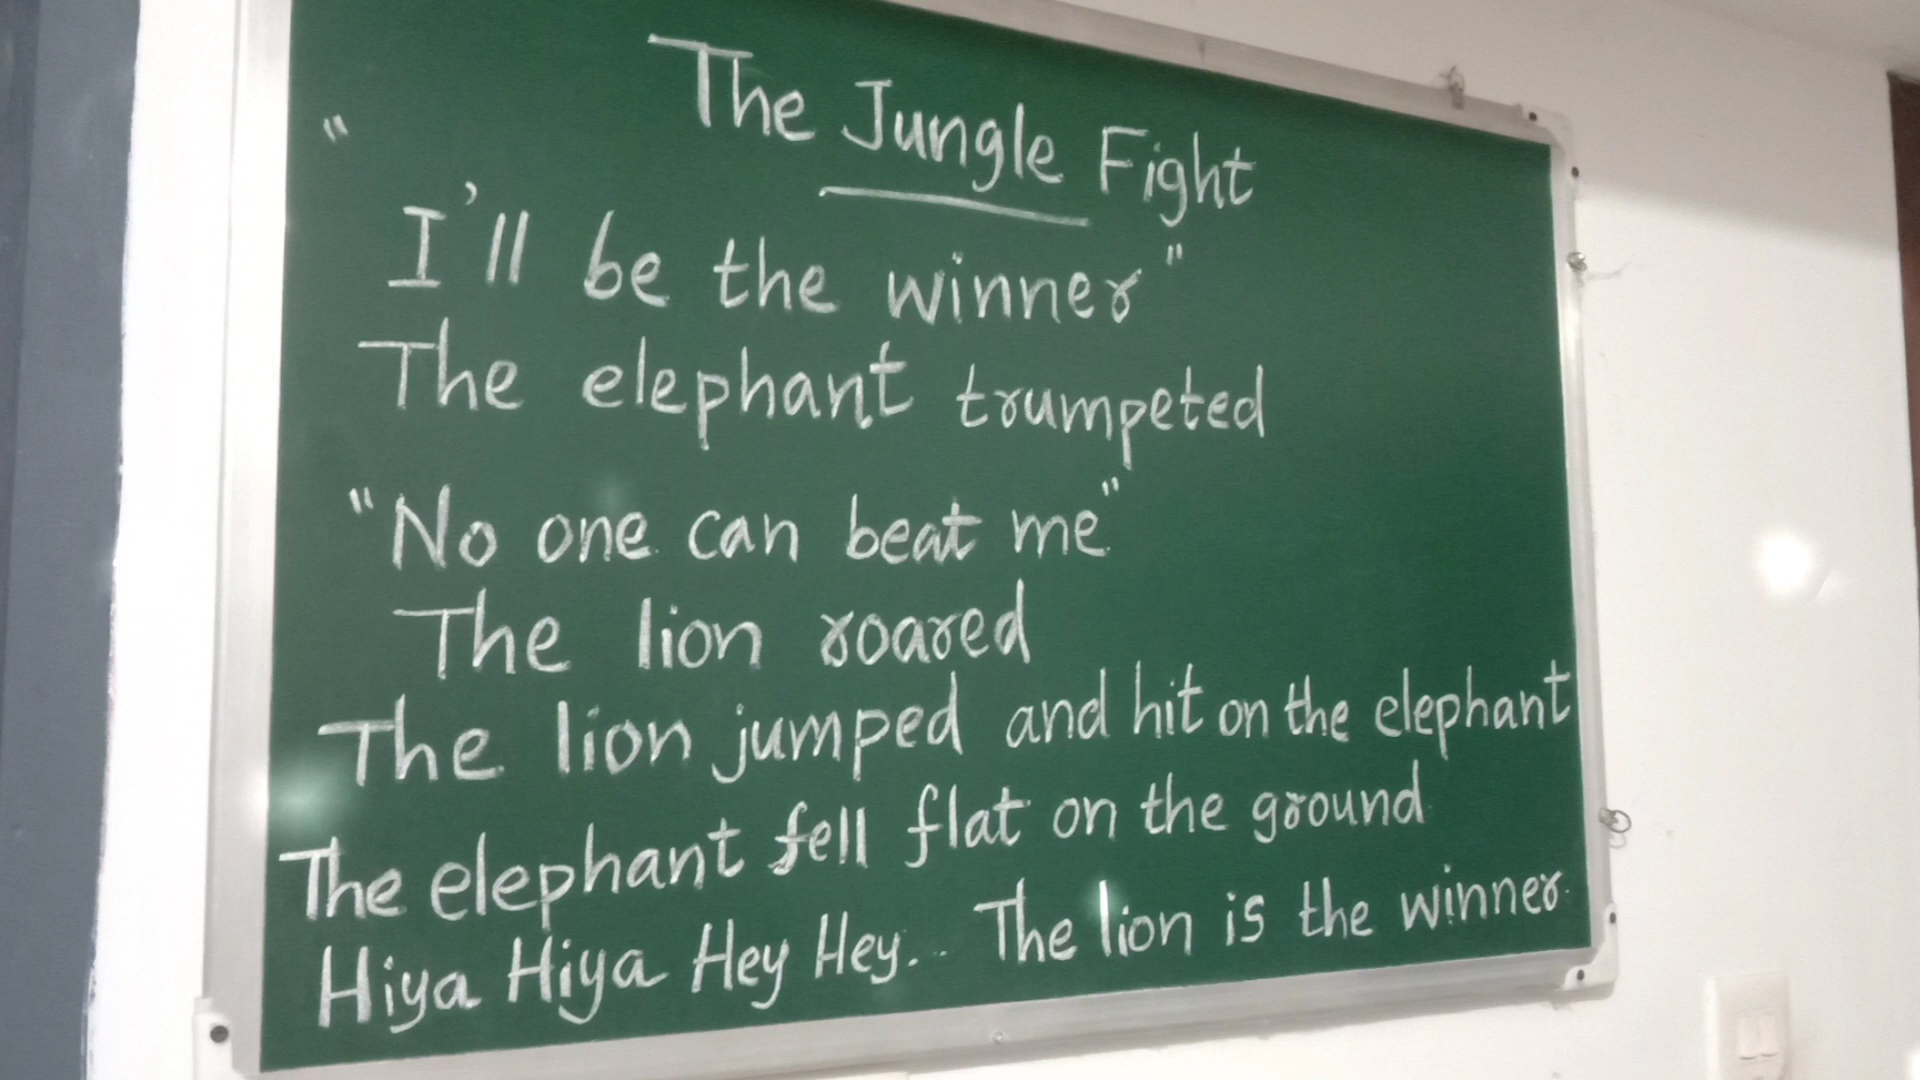 The Jungle Fight
"I'll be the winner"
The elephant trumpeted
"No one can beat me"
The lion roared
The lion jumped and hit on the elephant
The elephant fell flat on the ground
Hiya Hiya Hey Hey... The lion is the winner.